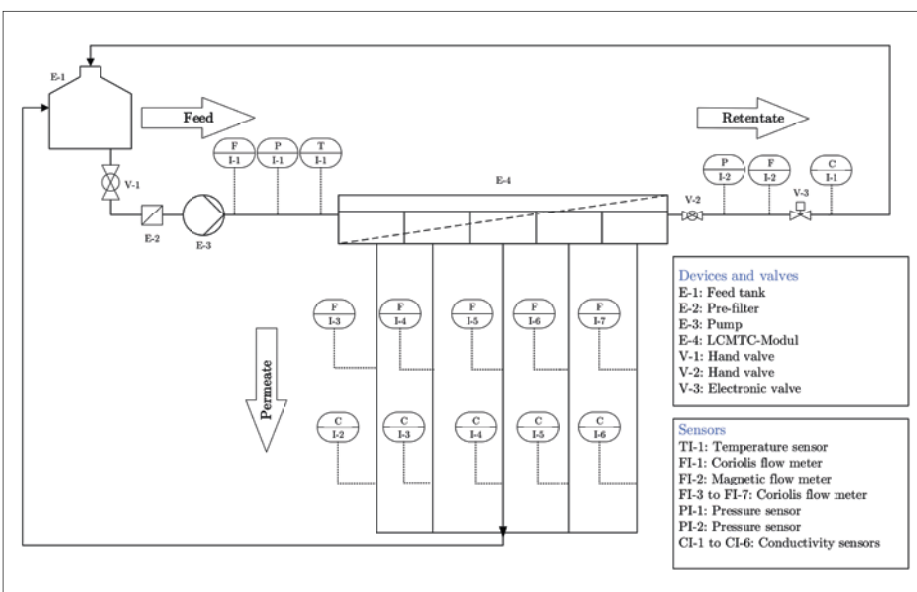 E-1
Feed
Retentate
F
I-1
P
I-1
T
I-1
P
I-2
F
I-2
C
I-1
V-1
E-4
V-2
V-3
E-2
E-3
F
I-3
F
I-4
F
I-5
F
I-6
F
I-7
Permeate
C
I-2
C
I-3
C
I-4
C
I-5
C
I-6
Devices and valves
E-1: Feed tank
E-2: Pre-filter
E-3: Pump
E-4: LCMTC-Modul
V-1: Hand valve
V-2: Hand valve
V-3: Electronic valve
Sensors
TI-1: Temperature sensor
FI-1: Coriolis flow meter
FI-2: Magnetic flow meter
FI-3 to FI-7: Coriolis flow meter
PI-1: Pressure sensor
PI-2: Pressure sensor
CI-1 to CI-6: Conductivity sensors